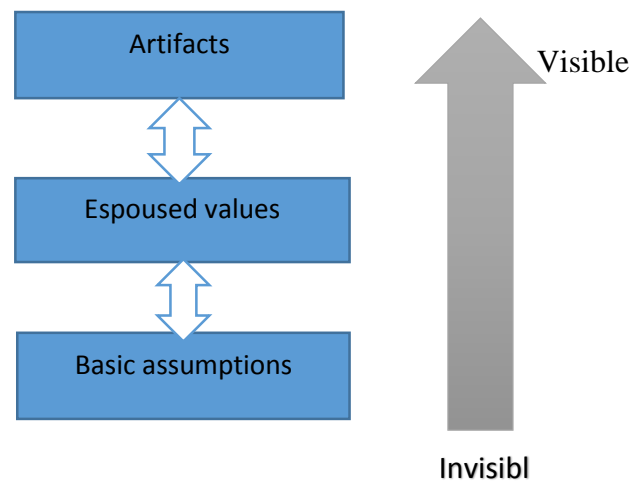 Artifacts
Visible
Espoused values
Basic assumptions
Invisibl